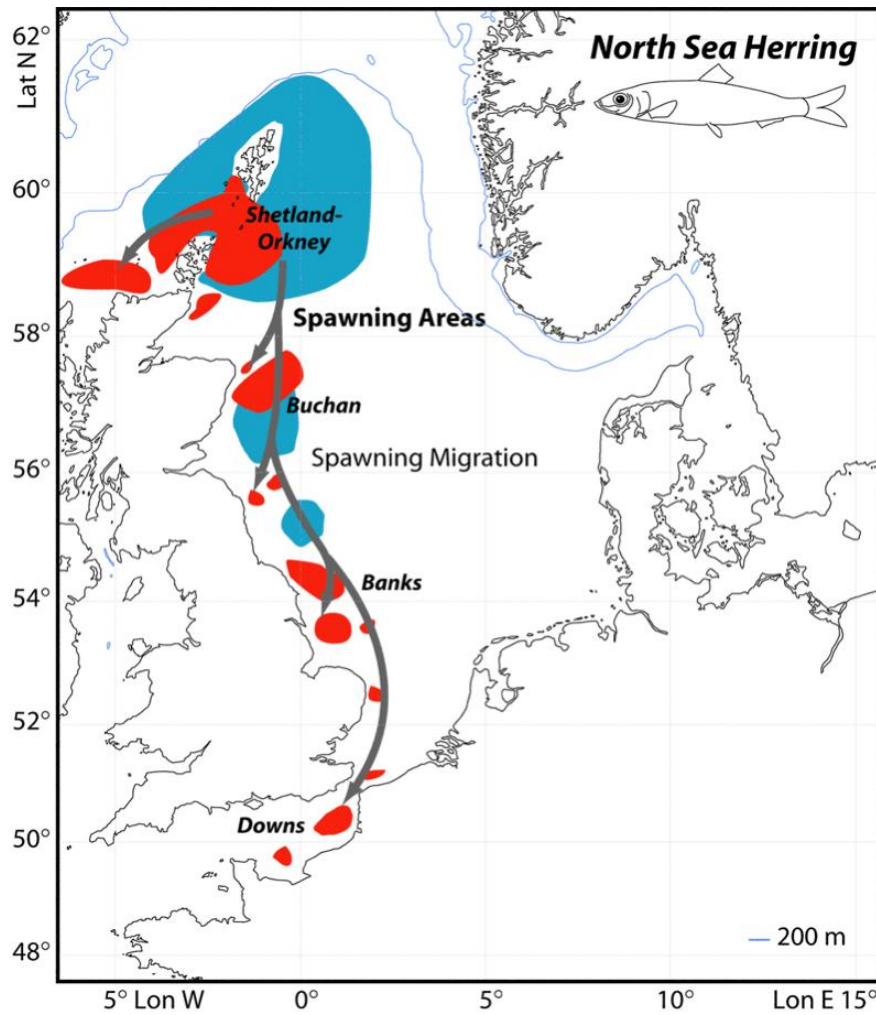 62°
Lat N
North Sea Herring
60°
Shetland-
Orkney
Spawning Areas
58°
Buchan
Spawning Migration
56°
Banks
54°
52°
Downs
50°
200 m
48°
5° Lon W
0°
5°
10°
Lon E 15°